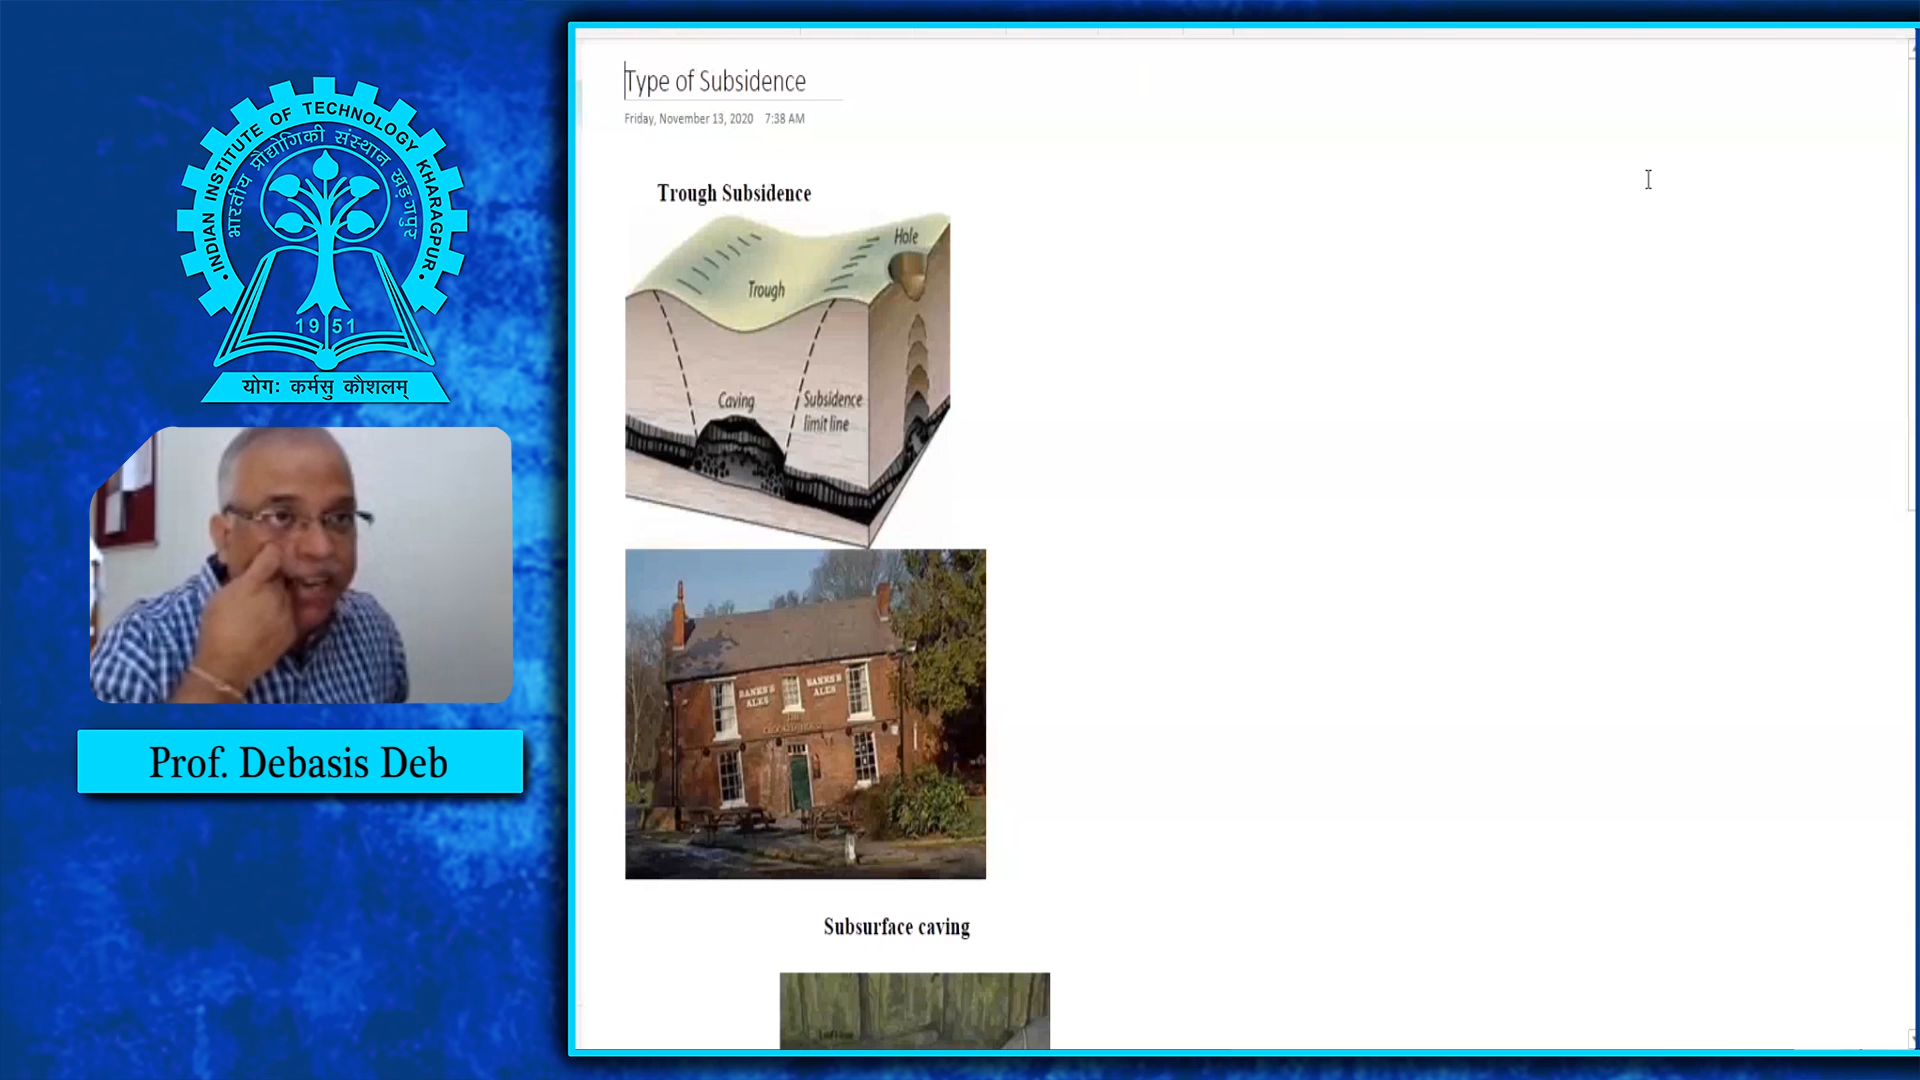 INDIAN INSTITUTE OF TECHNOLOGY KHARAGPUR
भारतीय प्रौद्योगिकी संस्थान खड़गपुर
19 51
योगः कर्मसु कौशलम्
Prof. Debasis Deb
Type of Subsidence
Friday, November 13, 2020 7:38 AM
Trough Subsidence
Hole
Trough
Caving
Subsidence
limit line
BANKS'S
ALES
BANKS'S
ALES
Subsurface caving